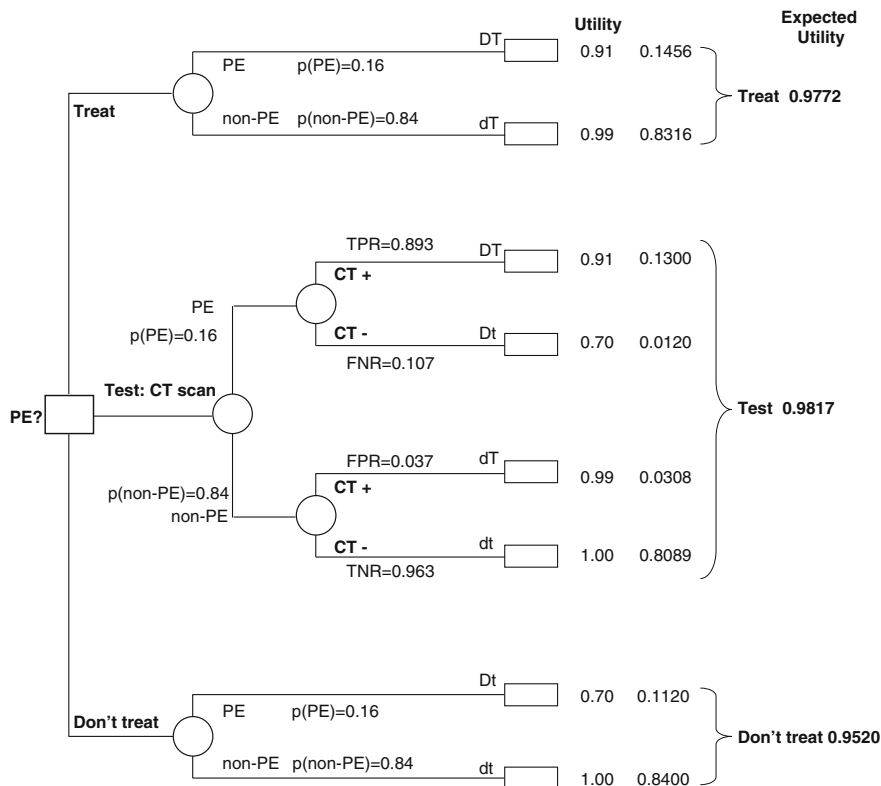 Utility
Expected
Utility
DT
PE p(PE)=0.16
0.91 0.1456
Treat
Treat 0.9772
non-PE p(non-PE)=0.84
dT
0.99 0.8316
TPR=0.893
DT
0.91 0.1300
CT +
PE
p(PE)=0.16
CT -
Dt
0.70 0.0120
FNR=0.107
Test: CT scan
PE?
Test 0.9817
FPR=0.037
dT
0.99 0.0308
CT +
p(non-PE)=0.84
non-PE
CT -
dt
1.00 0.8089
TNR=0.963
Dt
0.70 0.1120
PE p(PE)=0.16
Don't treat
Don't treat 0.9520
non-PE p(non-PE)=0.84
dt
1.00 0.8400